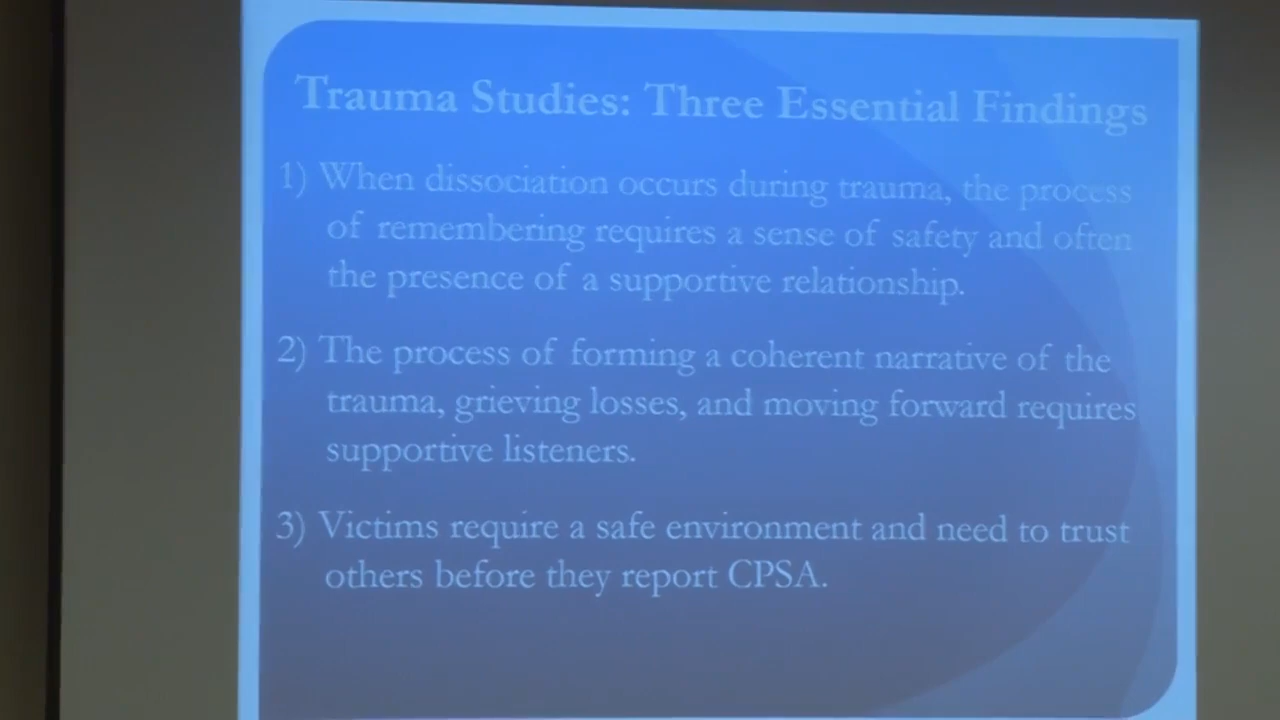 Trauma Studies: Three Essential Findings
1) When dissociation occurs during trauma, the process
of remembering requires a sense of safety and often
the presence of a supportive relationship.
2) The process of forming a coherent narrative of the
trauma, grieving losses, and moving forward requires
supportive listeners.
3) Victims require a safe environment and need to trust
others before they report CPSA.